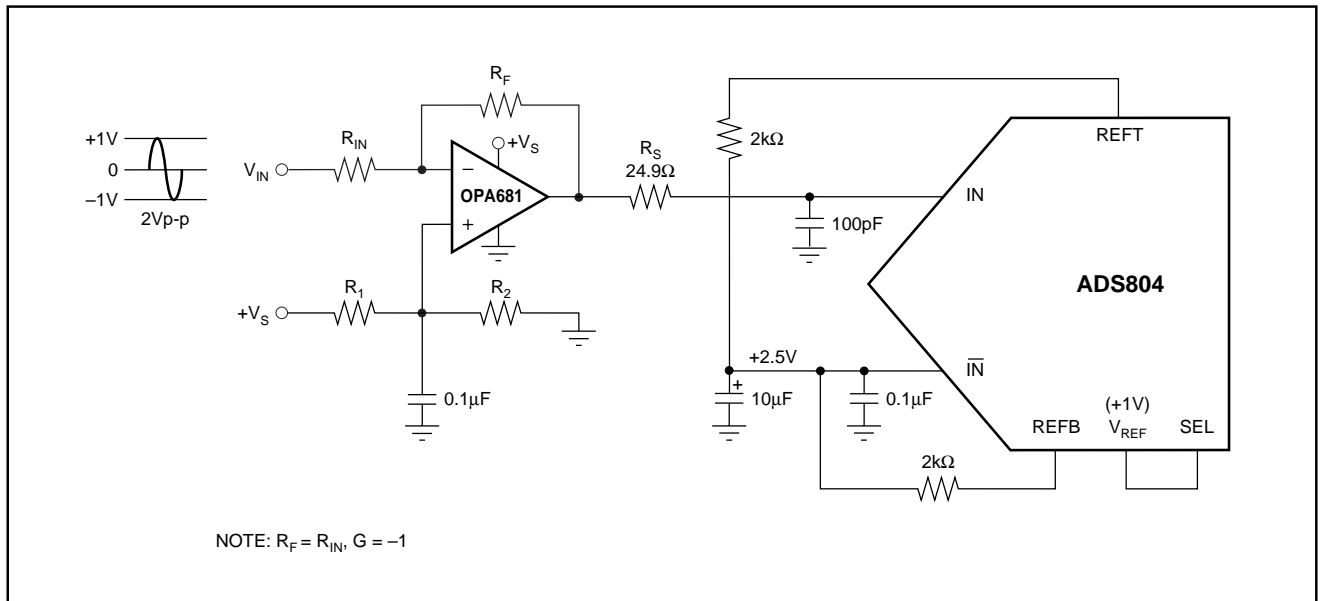 R_F
+1V
0
–1V
2Vp-p
V_IN
R_IN
+V_S
–
OPA681
+
R_S
24.9Ω
2kΩ
REFT
IN
100pF
ADS804
+V_S
R_1
R_2
0.1µF
+2.5V
+
10µF
0.1µF
I̅N̅
REFB
(+1V)
V_REF
SEL
2kΩ
NOTE: R_F = R_IN, G = –1